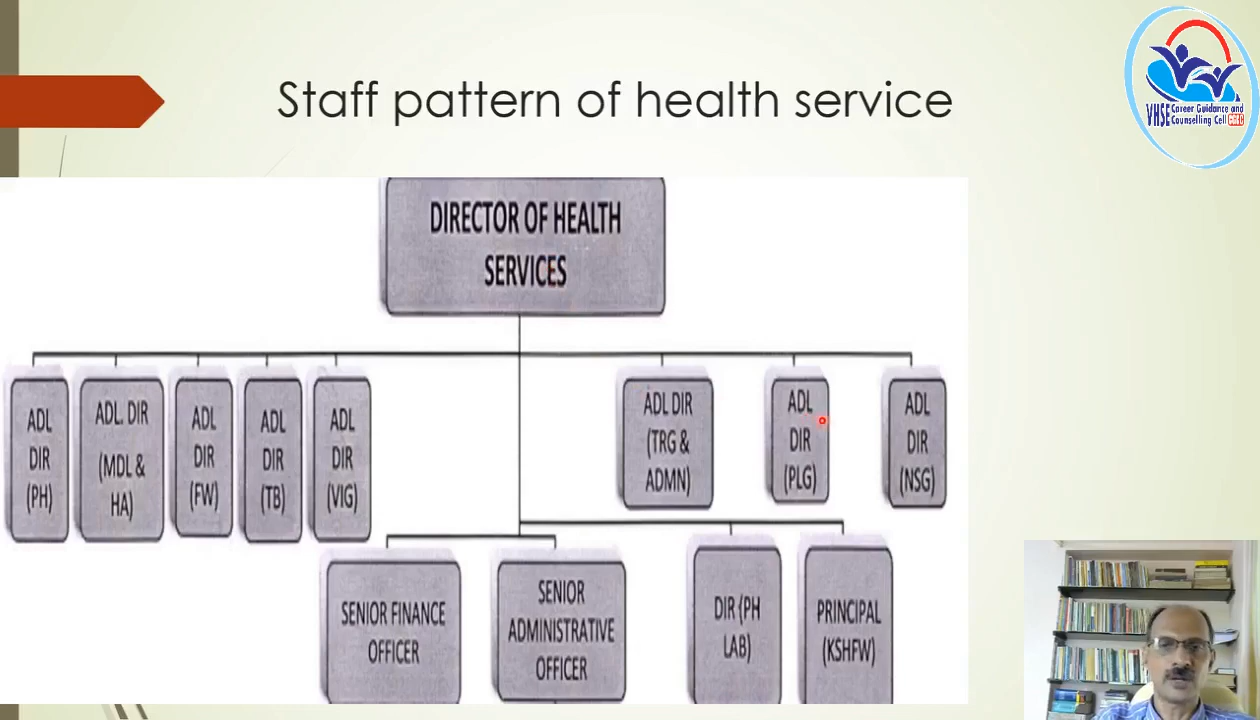 Staff pattern of health service
VHSE Career Guidance and
Counselling Cell CGCC
DIRECTOR OF HEALTH
SERVICES
ADL
DIR
(PH)
ADL. DIR
(MDL &
HA)
ADL
DIR
(FW)
ADL
DIR
(TB)
ADL
DIR
(VIG)
ADL DIR
(TRG &
ADMN)
ADL
DIR
(PLG)
ADL
DIR
(NSG)
SENIOR FINANCE
OFFICER
SENIOR
ADMINISTRATIVE
OFFICER
DIR (PH
LAB)
PRINCIPAL
(KSHFW)